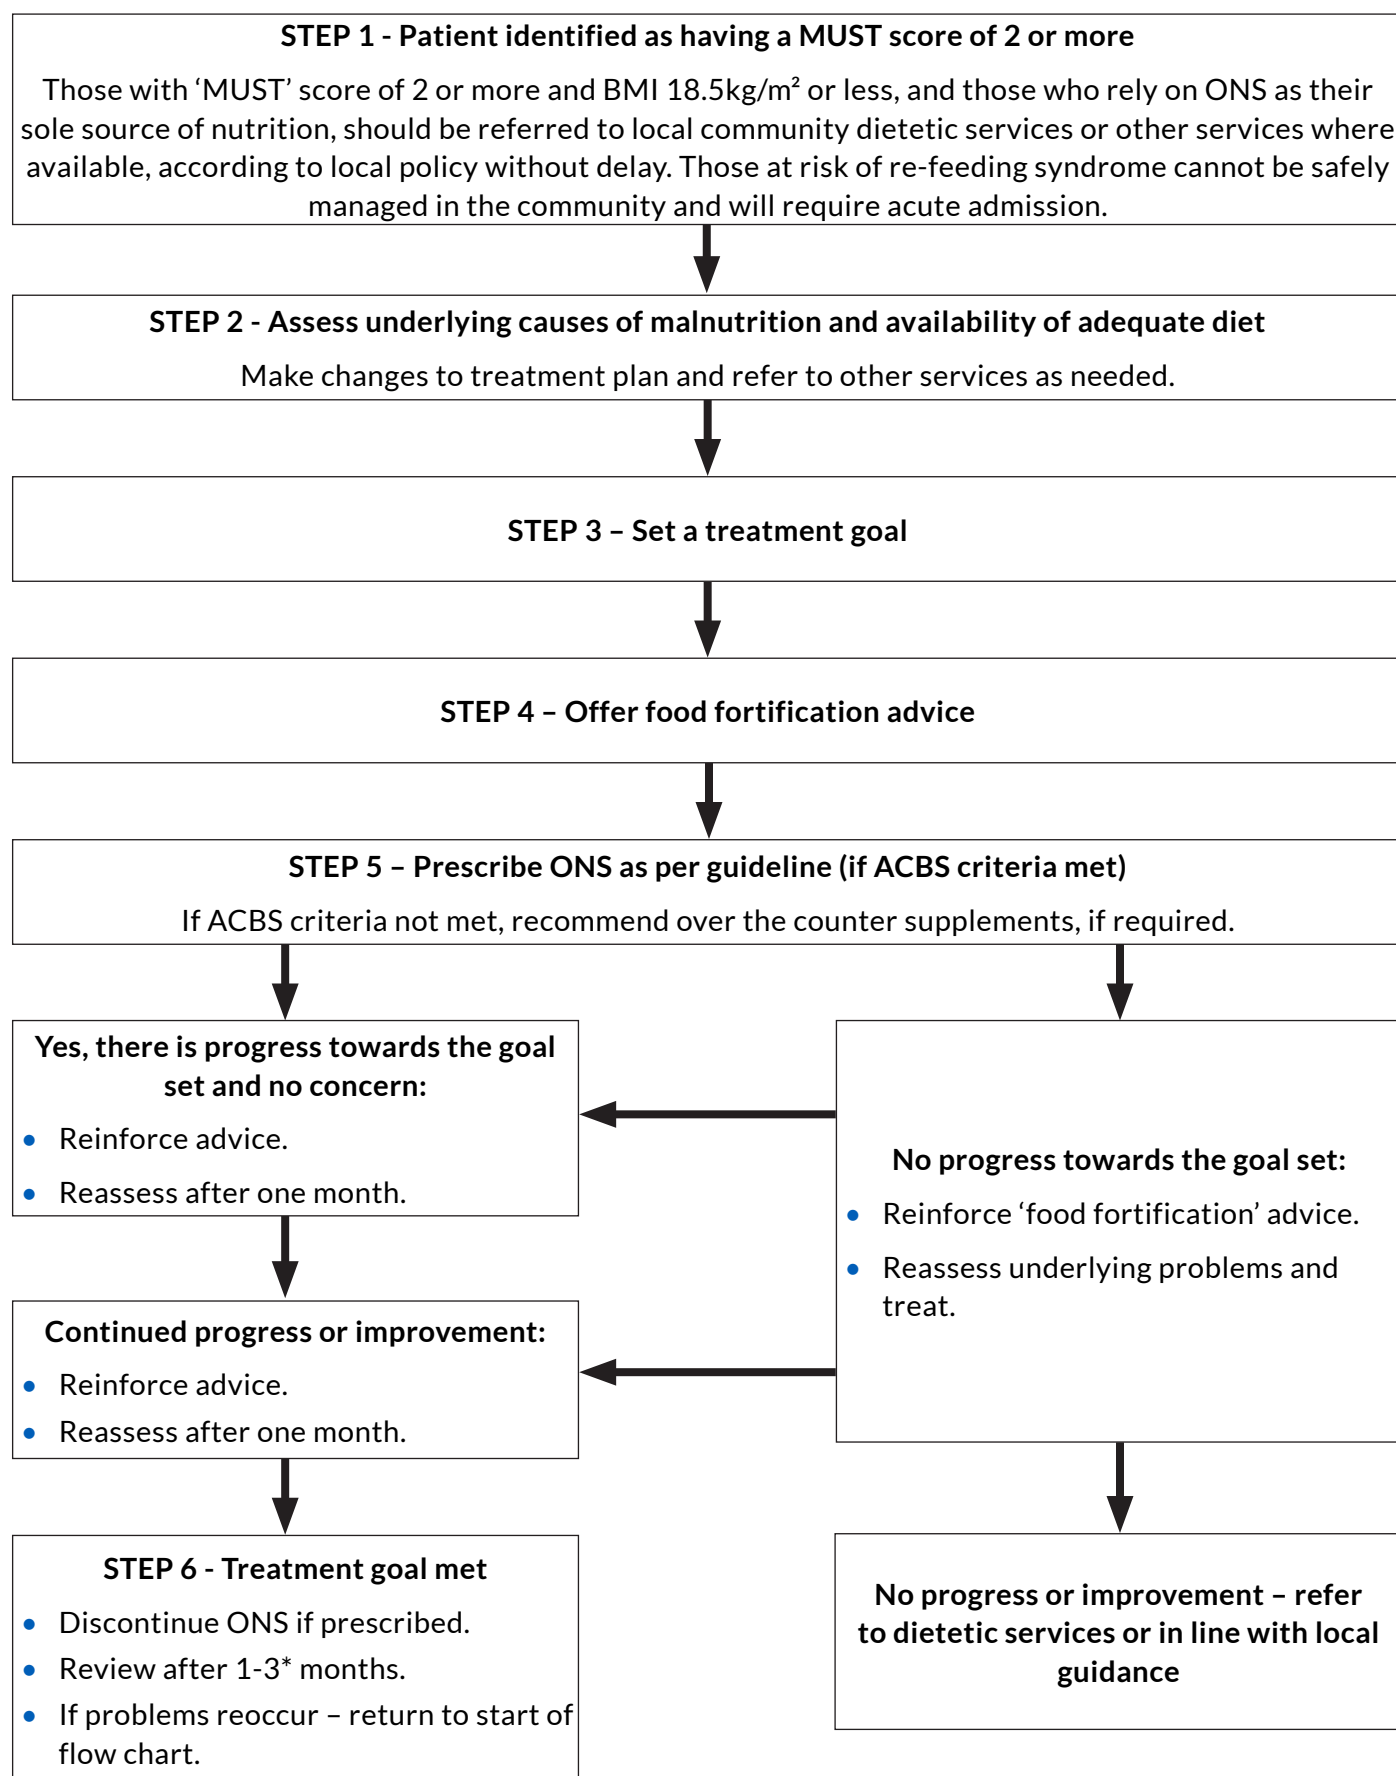 STEP 1 - Patient identified as having a MUST score of 2 or more
Those with ‘MUST’ score of 2 or more and BMI 18.5kg/m² or less, and those who rely on ONS as their
sole source of nutrition, should be referred to local community dietetic services or other services where
available, according to local policy without delay. Those at risk of re-feeding syndrome cannot be safely
managed in the community and will require acute admission.
STEP 2 - Assess underlying causes of malnutrition and availability of adequate diet
Make changes to treatment plan and refer to other services as needed.
STEP 3 – Set a treatment goal
STEP 4 – Offer food fortification advice
STEP 5 – Prescribe ONS as per guideline (if ACBS criteria met)
If ACBS criteria not met, recommend over the counter supplements, if required.
Yes, there is progress towards the goal
set and no concern:
• Reinforce advice.
• Reassess after one month.
No progress towards the goal set:
• Reinforce ‘food fortification’ advice.
• Reassess underlying problems and
treat.
Continued progress or improvement:
• Reinforce advice.
• Reassess after one month.
STEP 6 - Treatment goal met
• Discontinue ONS if prescribed.
• Review after 1-3* months.
• If problems reoccur – return to start of
flow chart.
No progress or improvement – refer
to dietetic services or in line with local
guidance